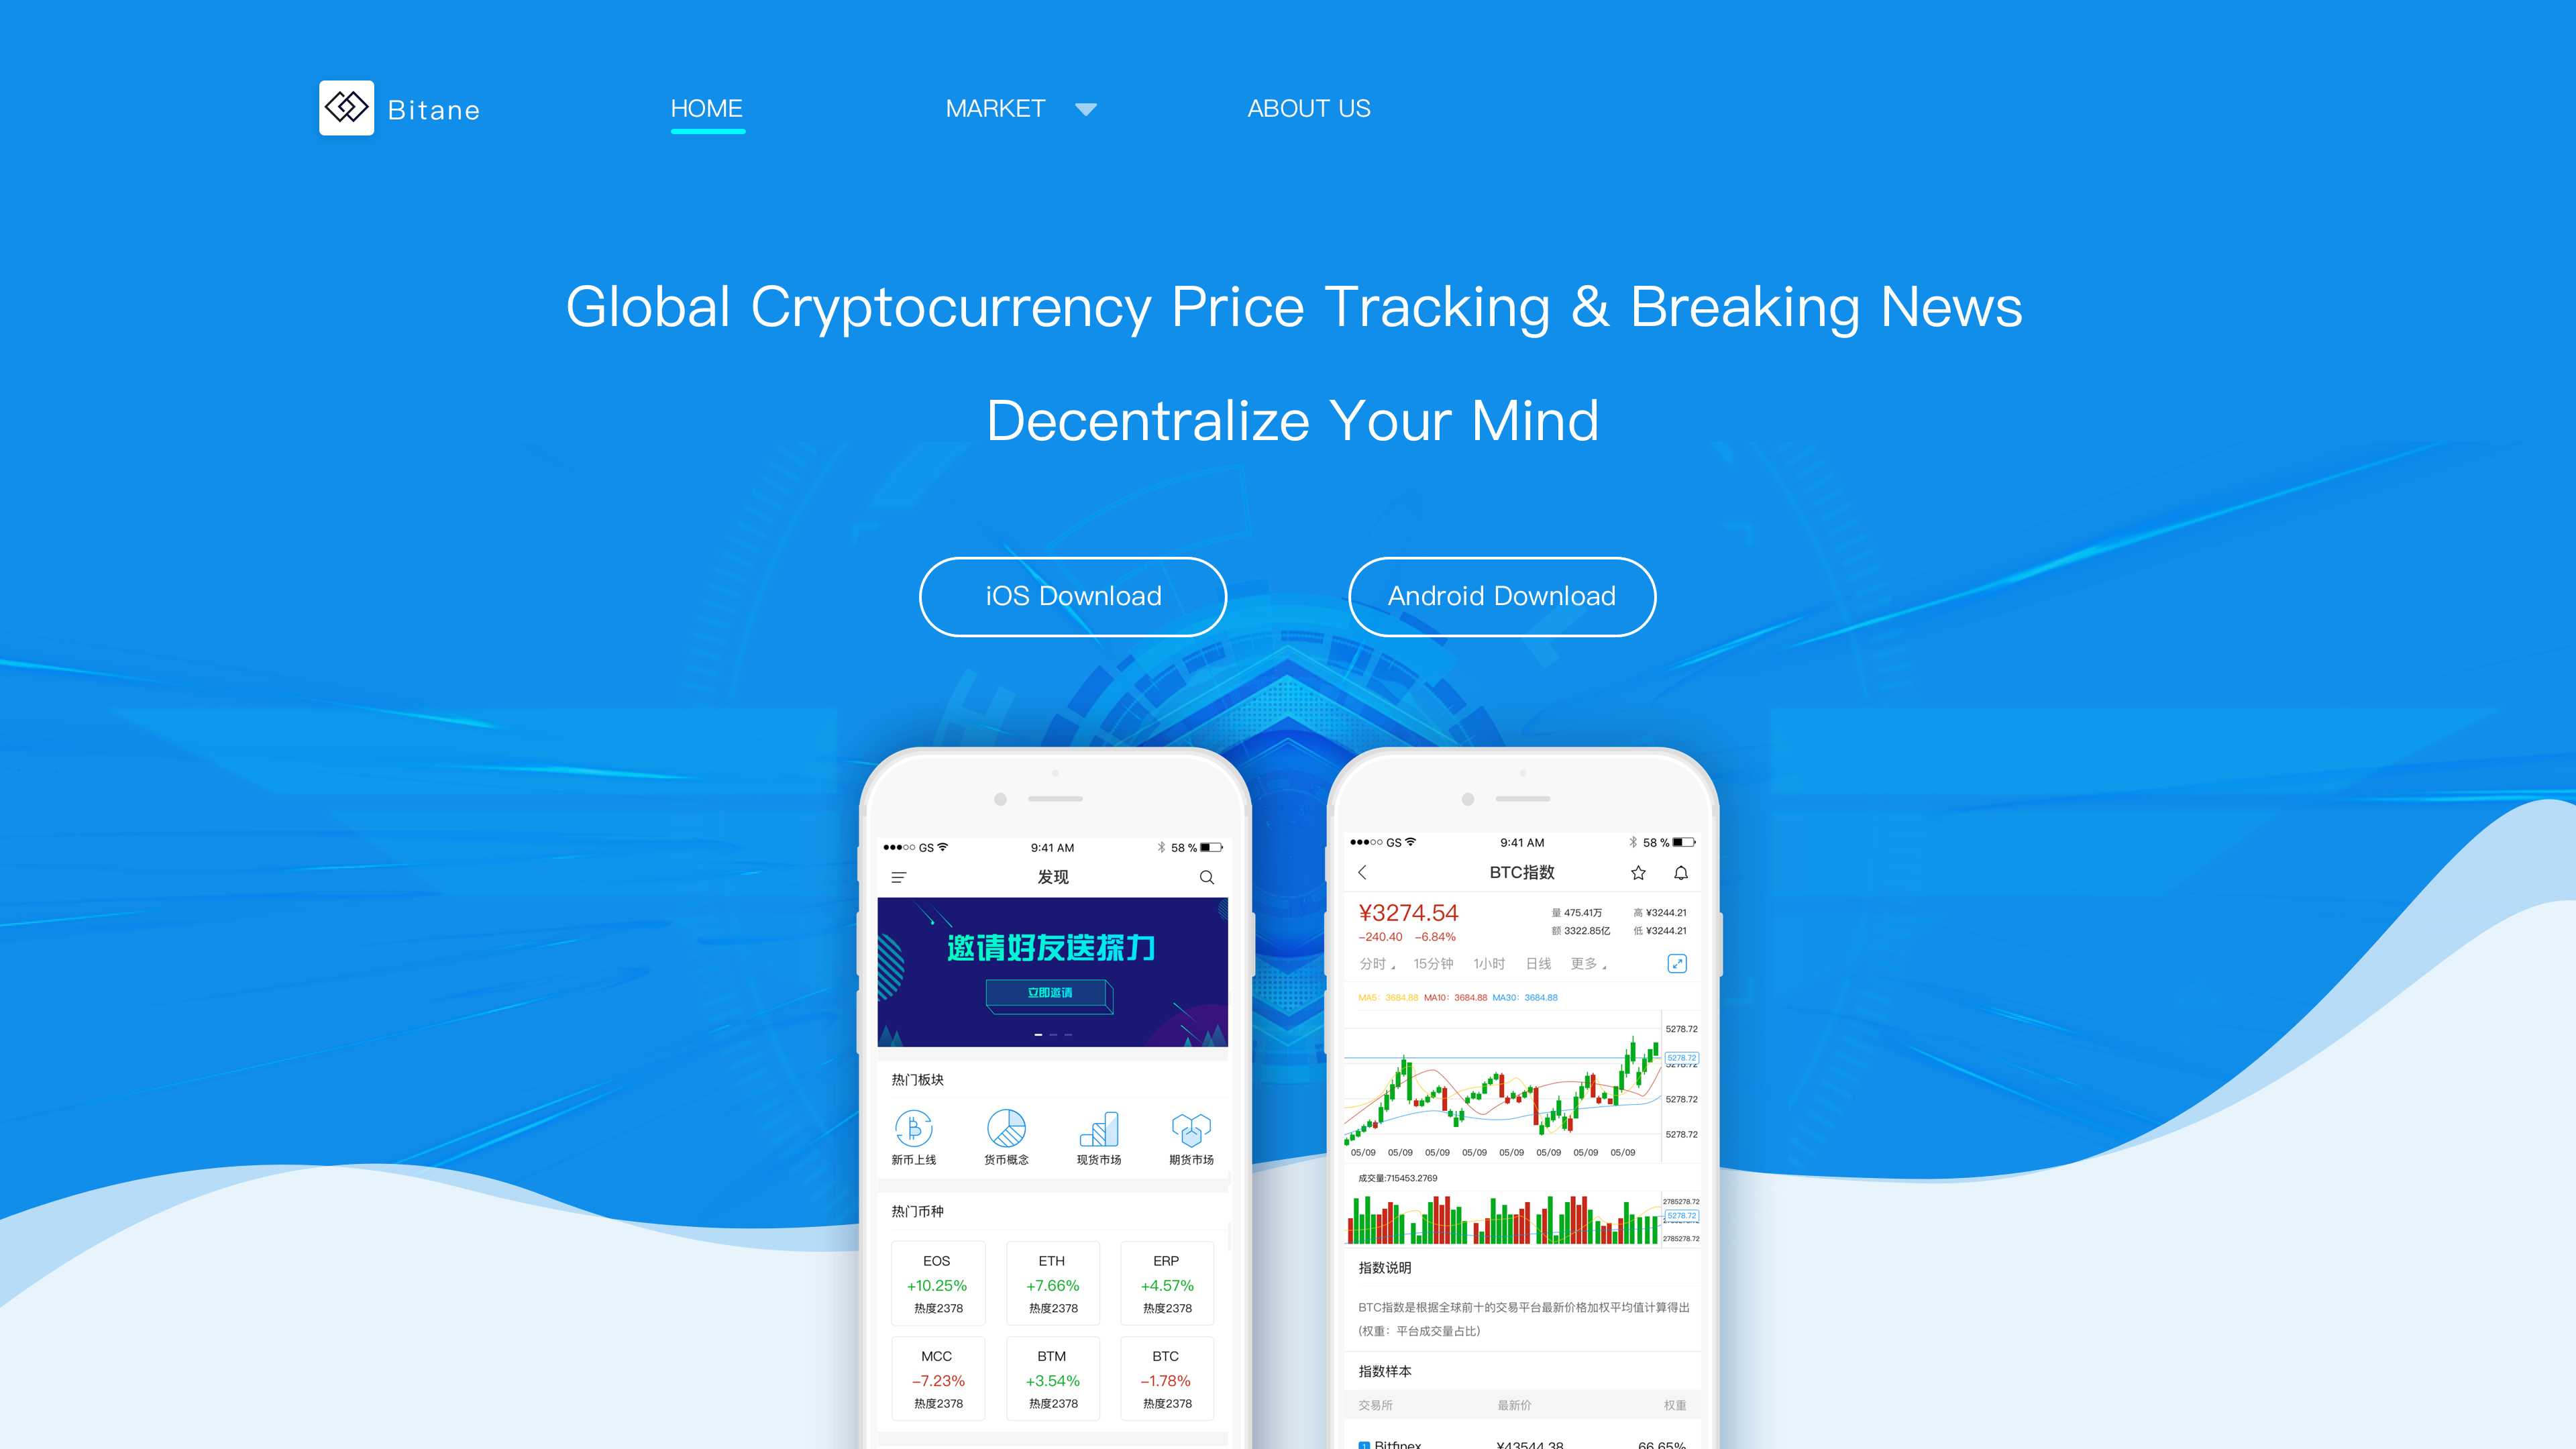 Bitane
HOME
MARKET
ABOUT US
Global Cryptocurrency Price Tracking & Breaking News
Decentralize Your Mind
iOS Download
Android Download
GS
9:41 AM
58 %
发现
邀请好友送探力
立即邀请
热门板块
新币上线
货币概念
现货市场
期货市场
热门币种
EOS
ETH
ERP
+10.25%
+7.66%
+4.57%
热度2378
热度2378
热度2378
MCC
BTM
BTC
-7.23%
+3.54%
-1.78%
热度2378
热度2378
热度2378
GS
9:41 AM
58 %
BTC指数
¥3274.54
量 475.41万
高 ¥3244.21
-240.40 -6.84%
额 3322.85亿
低 ¥3244.21
分时
15分钟
1小时
日线
更多
MA5: 3684.88 MA10: 3684.88 MA30: 3684.88
5278.72
5278.72
5278.72
5278.72
5278.72
05/09 05/09 05/09 05/09 05/09 05/09 05/09 05/09
成交量:715453.2769
2785278.72
5278.72
2785278.72
指数说明
BTC指数是根据全球前十的交易平台最新价格加权平均值计算得出
(权重：平台成交量占比)
指数样本
交易所
最新价
权重
1 Bitfinex
¥43544.38
66.65%